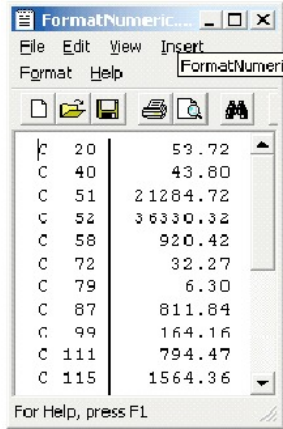 FormatNumeric....
File Edit View Insert
Format Help
FormatNumeri
C 20 53.72
C 40 43.80
C 51 21284.72
C 52 36330.32
C 58 920.42
C 72 32.27
C 79 6.30
C 87 811.84
C 99 164.16
C 111 794.47
C 115 1564.36
For Help, press F1